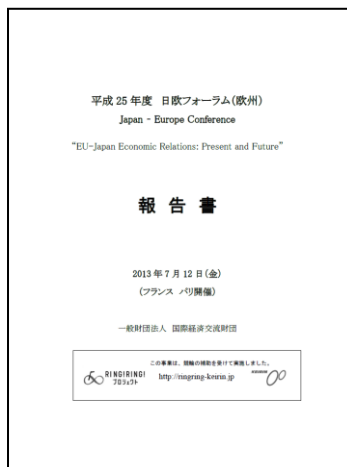 平成 25 年度 日欧フォーラム(欧州)
Japan - Europe Conference
"EU-Japan Economic Relations: Present and Future"
報 告 書
2013 年 7 月 12 日(金)
(フランス パリ開催)
一般財団法人 国際経済交流財団
この事業は、競輪の補助を受けて実施しました。
RING!RING!
プロジェクト
http://ringring-keirin.jp